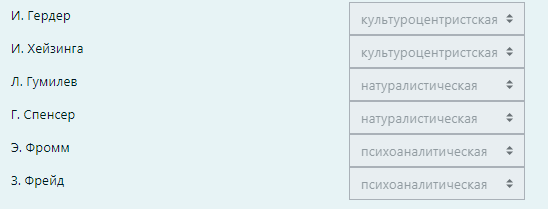 И. Гердер культуроцентристская
И. Хейзинга культуроцентристская
Л. Гумилев натуралистическая
Г. Спенсер натуралистическая
Э. Фромм психоаналитическая
З. Фрейд психоаналитическая